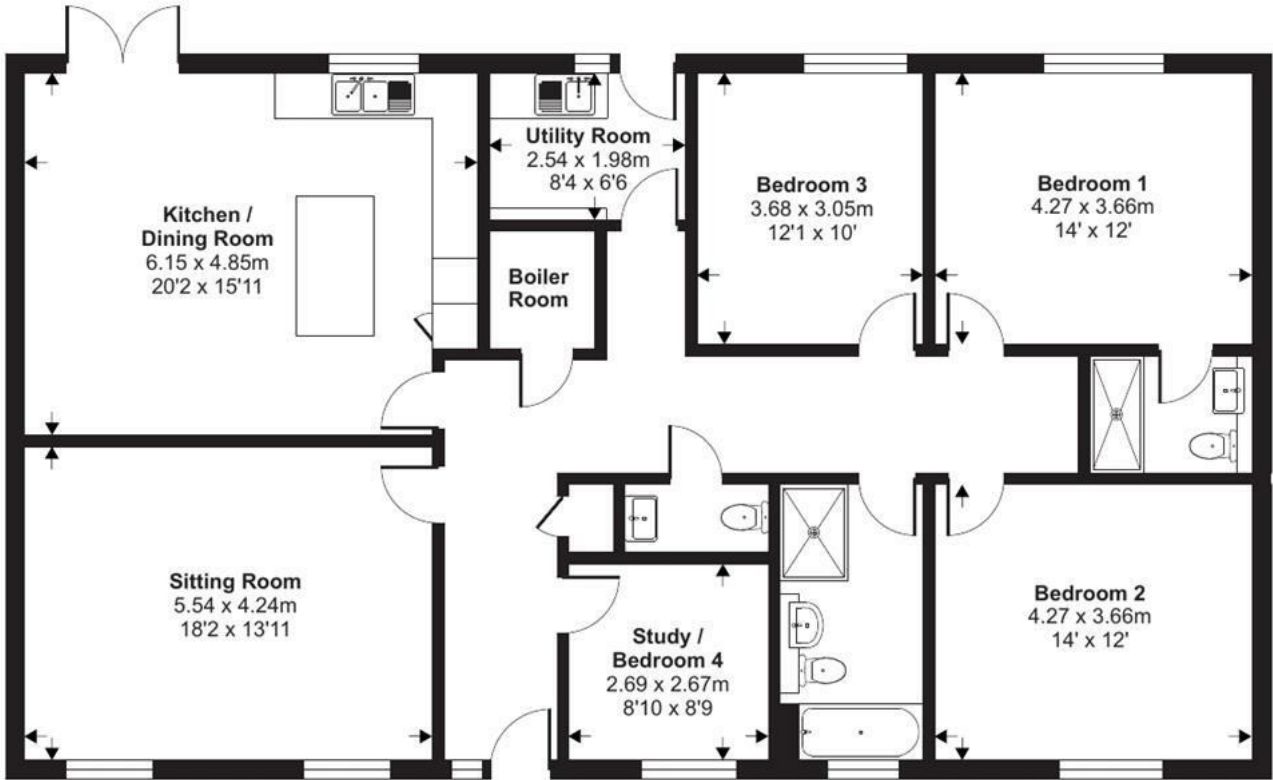 Kitchen /
Dining Room
6.15 x 4.85m
20'2 x 15'11
Utility Room
2.54 x 1.98m
8'4 x 6'6
Boiler
Room
Bedroom 3
3.68 x 3.05m
12'1 x 10'
Bedroom 1
4.27 x 3.66m
14' x 12'
Sitting Room
5.54 x 4.24m
18'2 x 13'11
Study /
Bedroom 4
2.69 x 2.67m
8'10 x 8'9
Bedroom 2
4.27 x 3.66m
14' x 12'